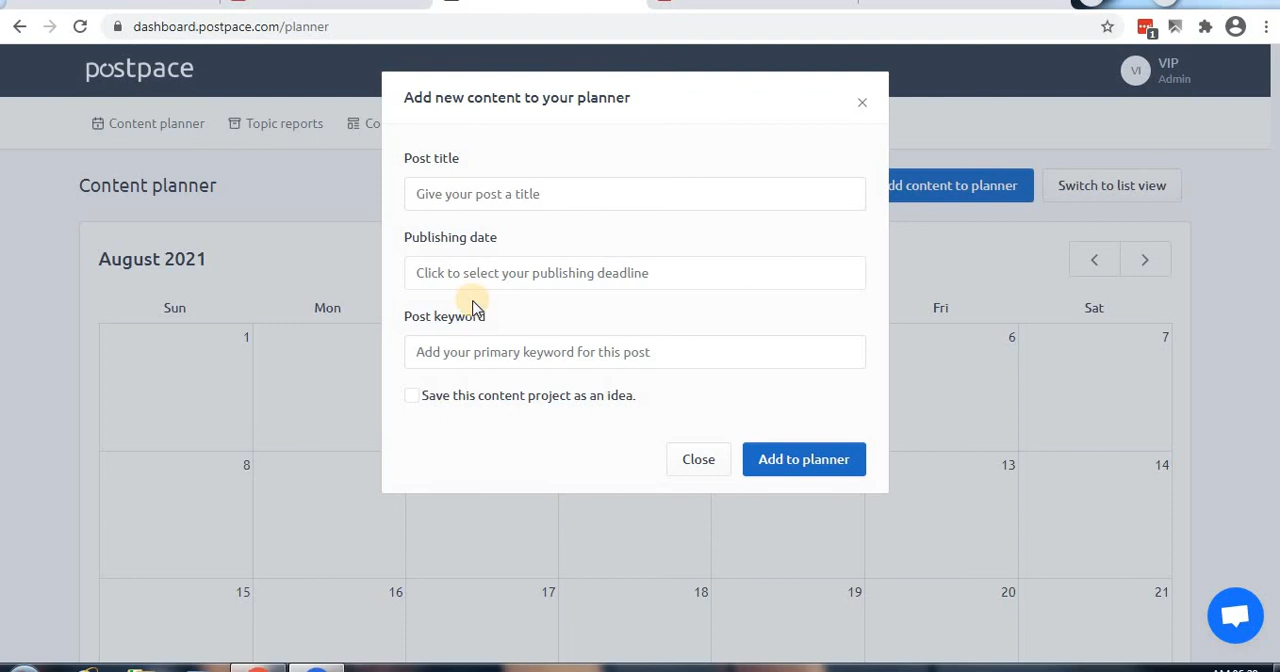 dashboard.postpace.com/planner
1
postpace
VI
VIP
Admin
Content planner
Topic reports
Co
Content planner
dd content to planner
Switch to list view
Add new content to your planner
×
Post title
Give your post a title
Publishing date
Click to select your publishing deadline
Post keyword
Add your primary keyword for this post
Save this content project as an idea.
Close
Add to planner
August 2021
Sun
Mon
Fri
Sat
1
6
7
8
13
14
15
16
17
18
19
20
21